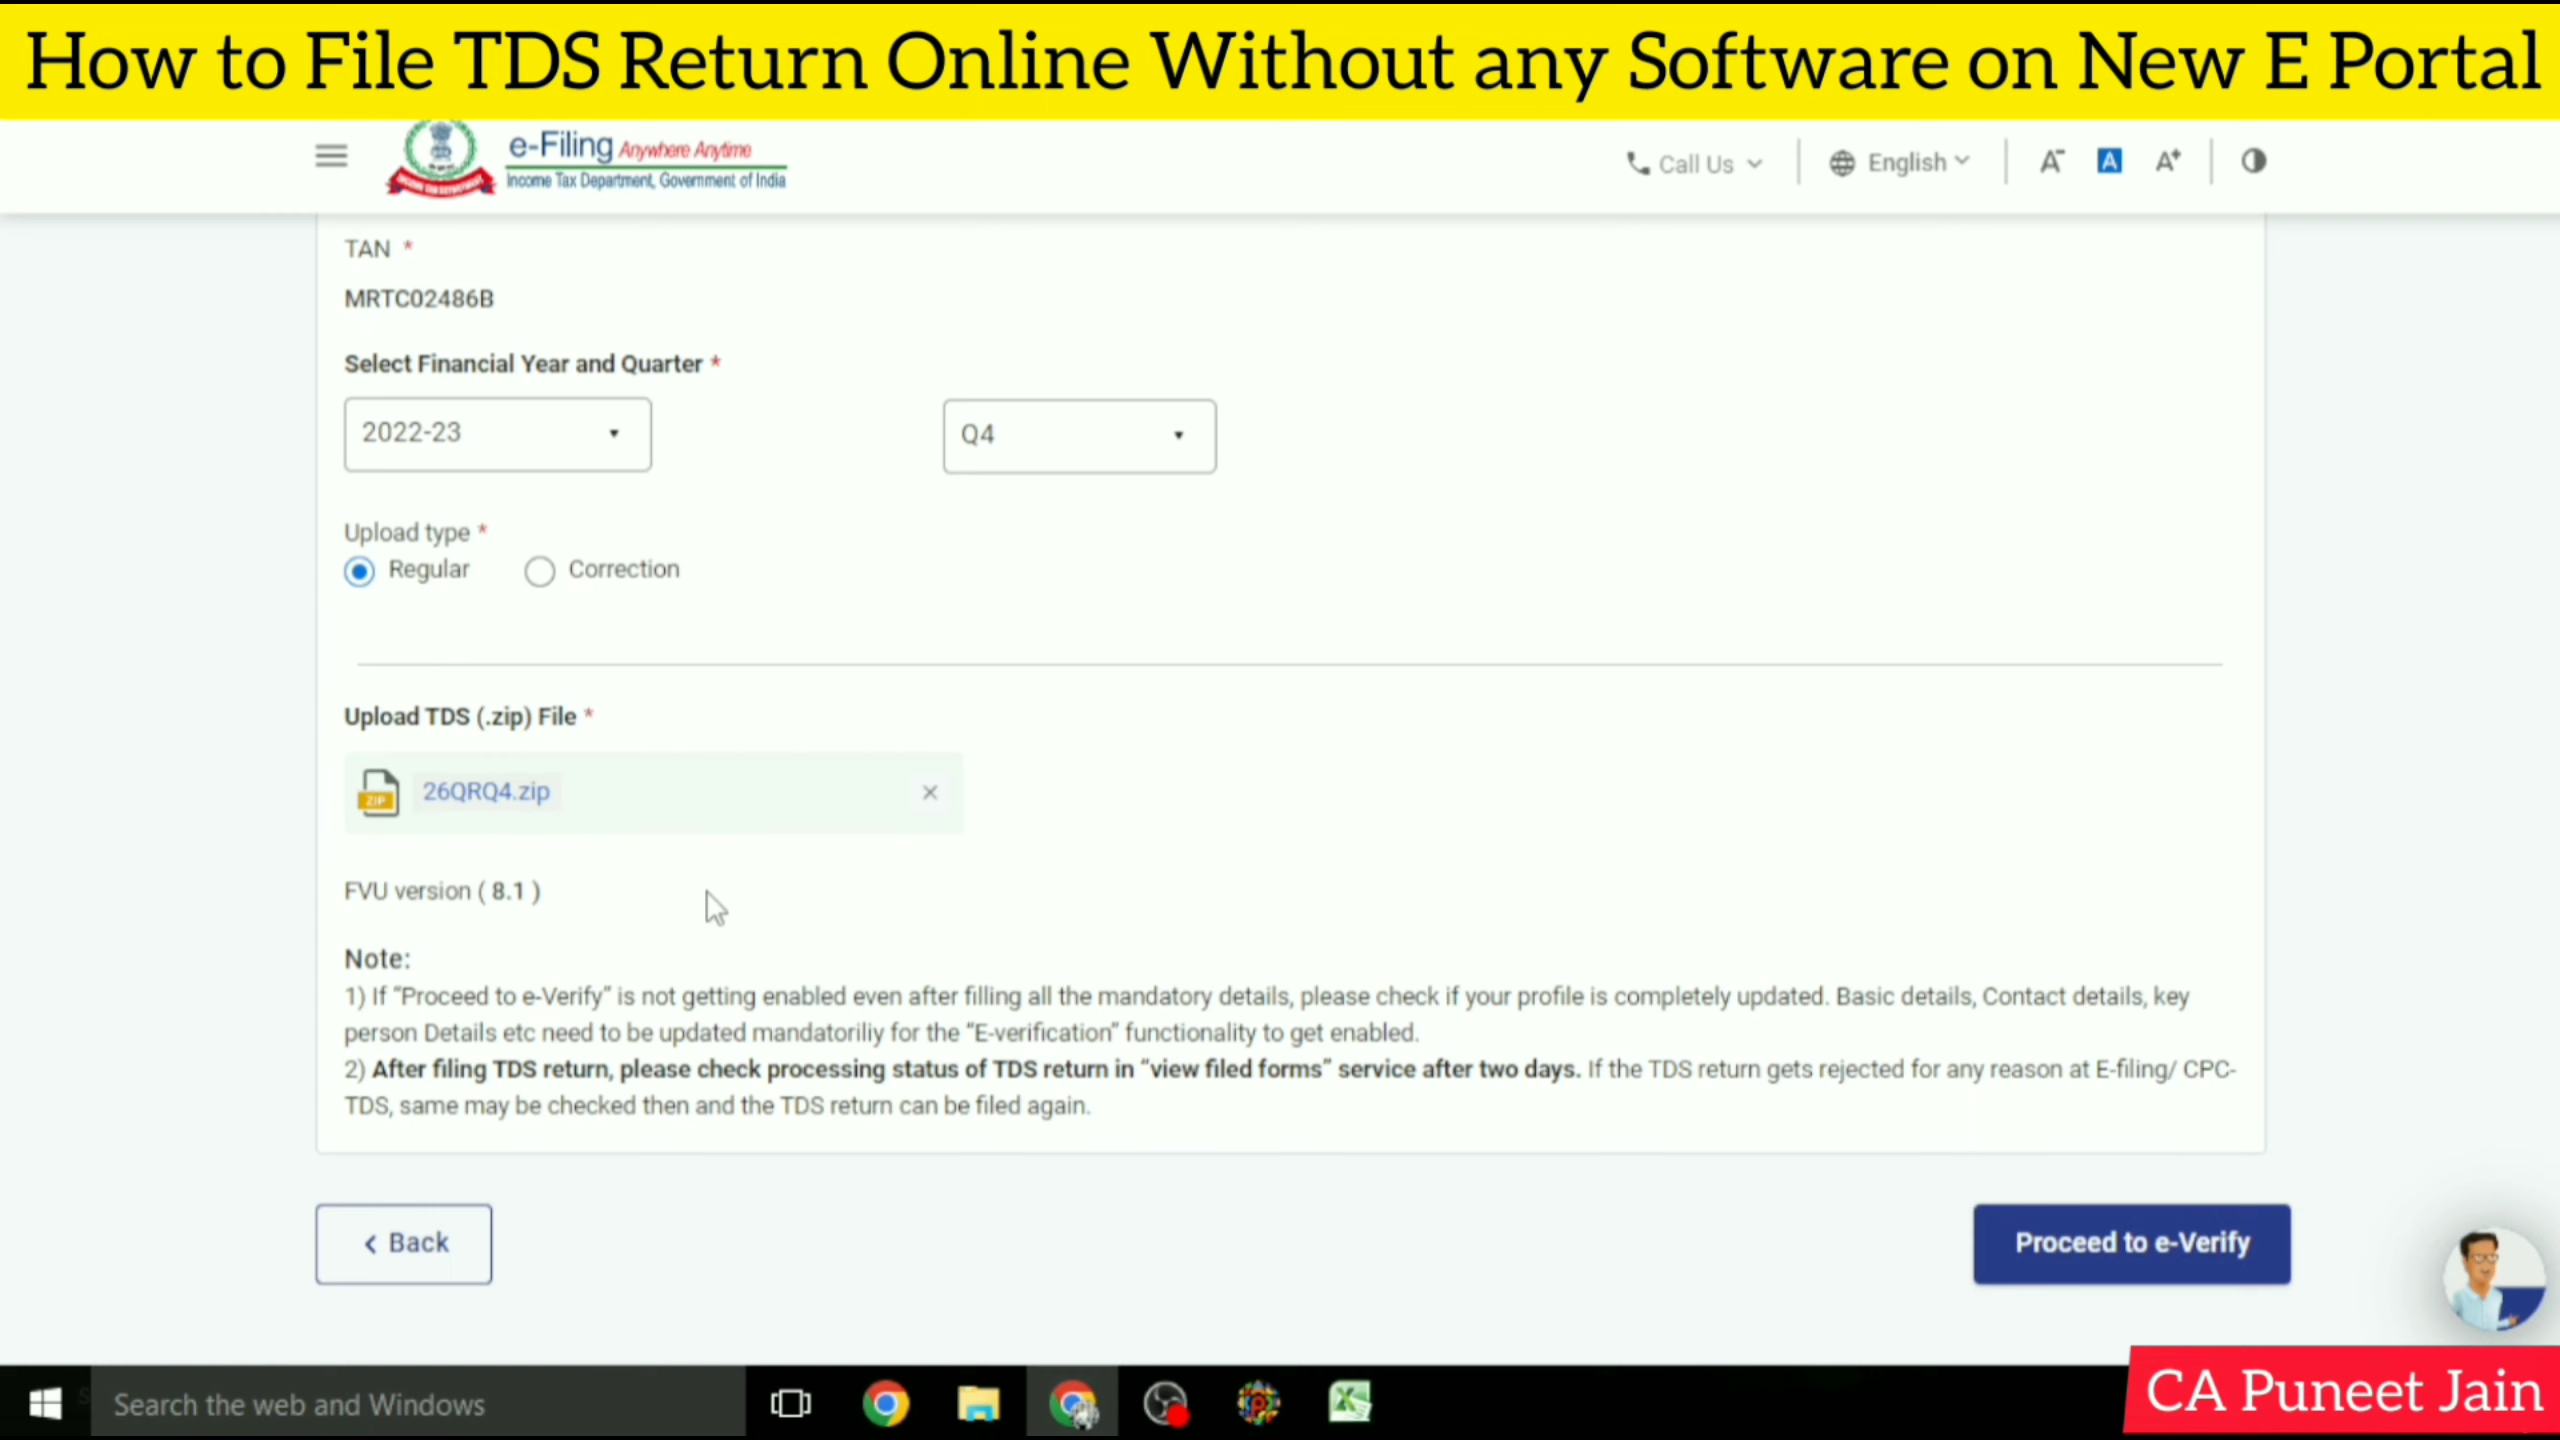 How to File TDS Return Online Without any Software on New E Portal
e-Filing Anywhere Anytime
Income Tax Department, Government of India
Call Us
English
A-
A
A+
TAN *
MRTC02486B
Select Financial Year and Quarter *
2022-23
Q4
Upload type *
Regular
Correction
Upload TDS (.zip) File *
ZIP
26QRQ4.zip
FVU version ( 8.1 )
Note:
1) If “Proceed to e-Verify” is not getting enabled even after filling all the mandatory details, please check if your profile is completely updated. Basic details, Contact details, key
person Details etc need to be updated mandatoriliy for the “E-verification” functionality to get enabled.
2) After filing TDS return, please check processing status of TDS return in “view filed forms” service after two days. If the TDS return gets rejected for any reason at E-filing/ CPC-
TDS, same may be checked then and the TDS return can be filed again.
Back
Proceed to e-Verify
Search the web and Windows
CA Puneet Jain